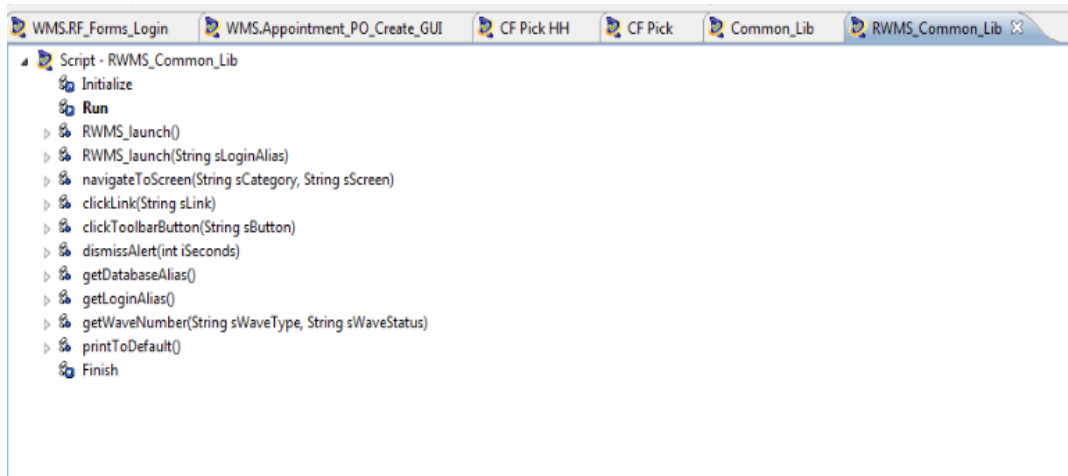 WMS.RF_Forms_Login WMS.Appointment_PO_Create_GUI CF Pick HH CF Pick Common_Lib RWMS_Common_Lib
Script - RWMS_Common_Lib
Initialize
Run
RWMS_launch()
RWMS_launch(String sLoginAlias)
navigateToScreen(String sCategory, String sScreen)
clickLink(String sLink)
clickToolbarButton(String sButton)
dismissAlert(int iSeconds)
getDatabaseAlias()
getLoginAlias()
getWaveNumber(String sWaveType, String sWaveStatus)
printToDefault()
Finish